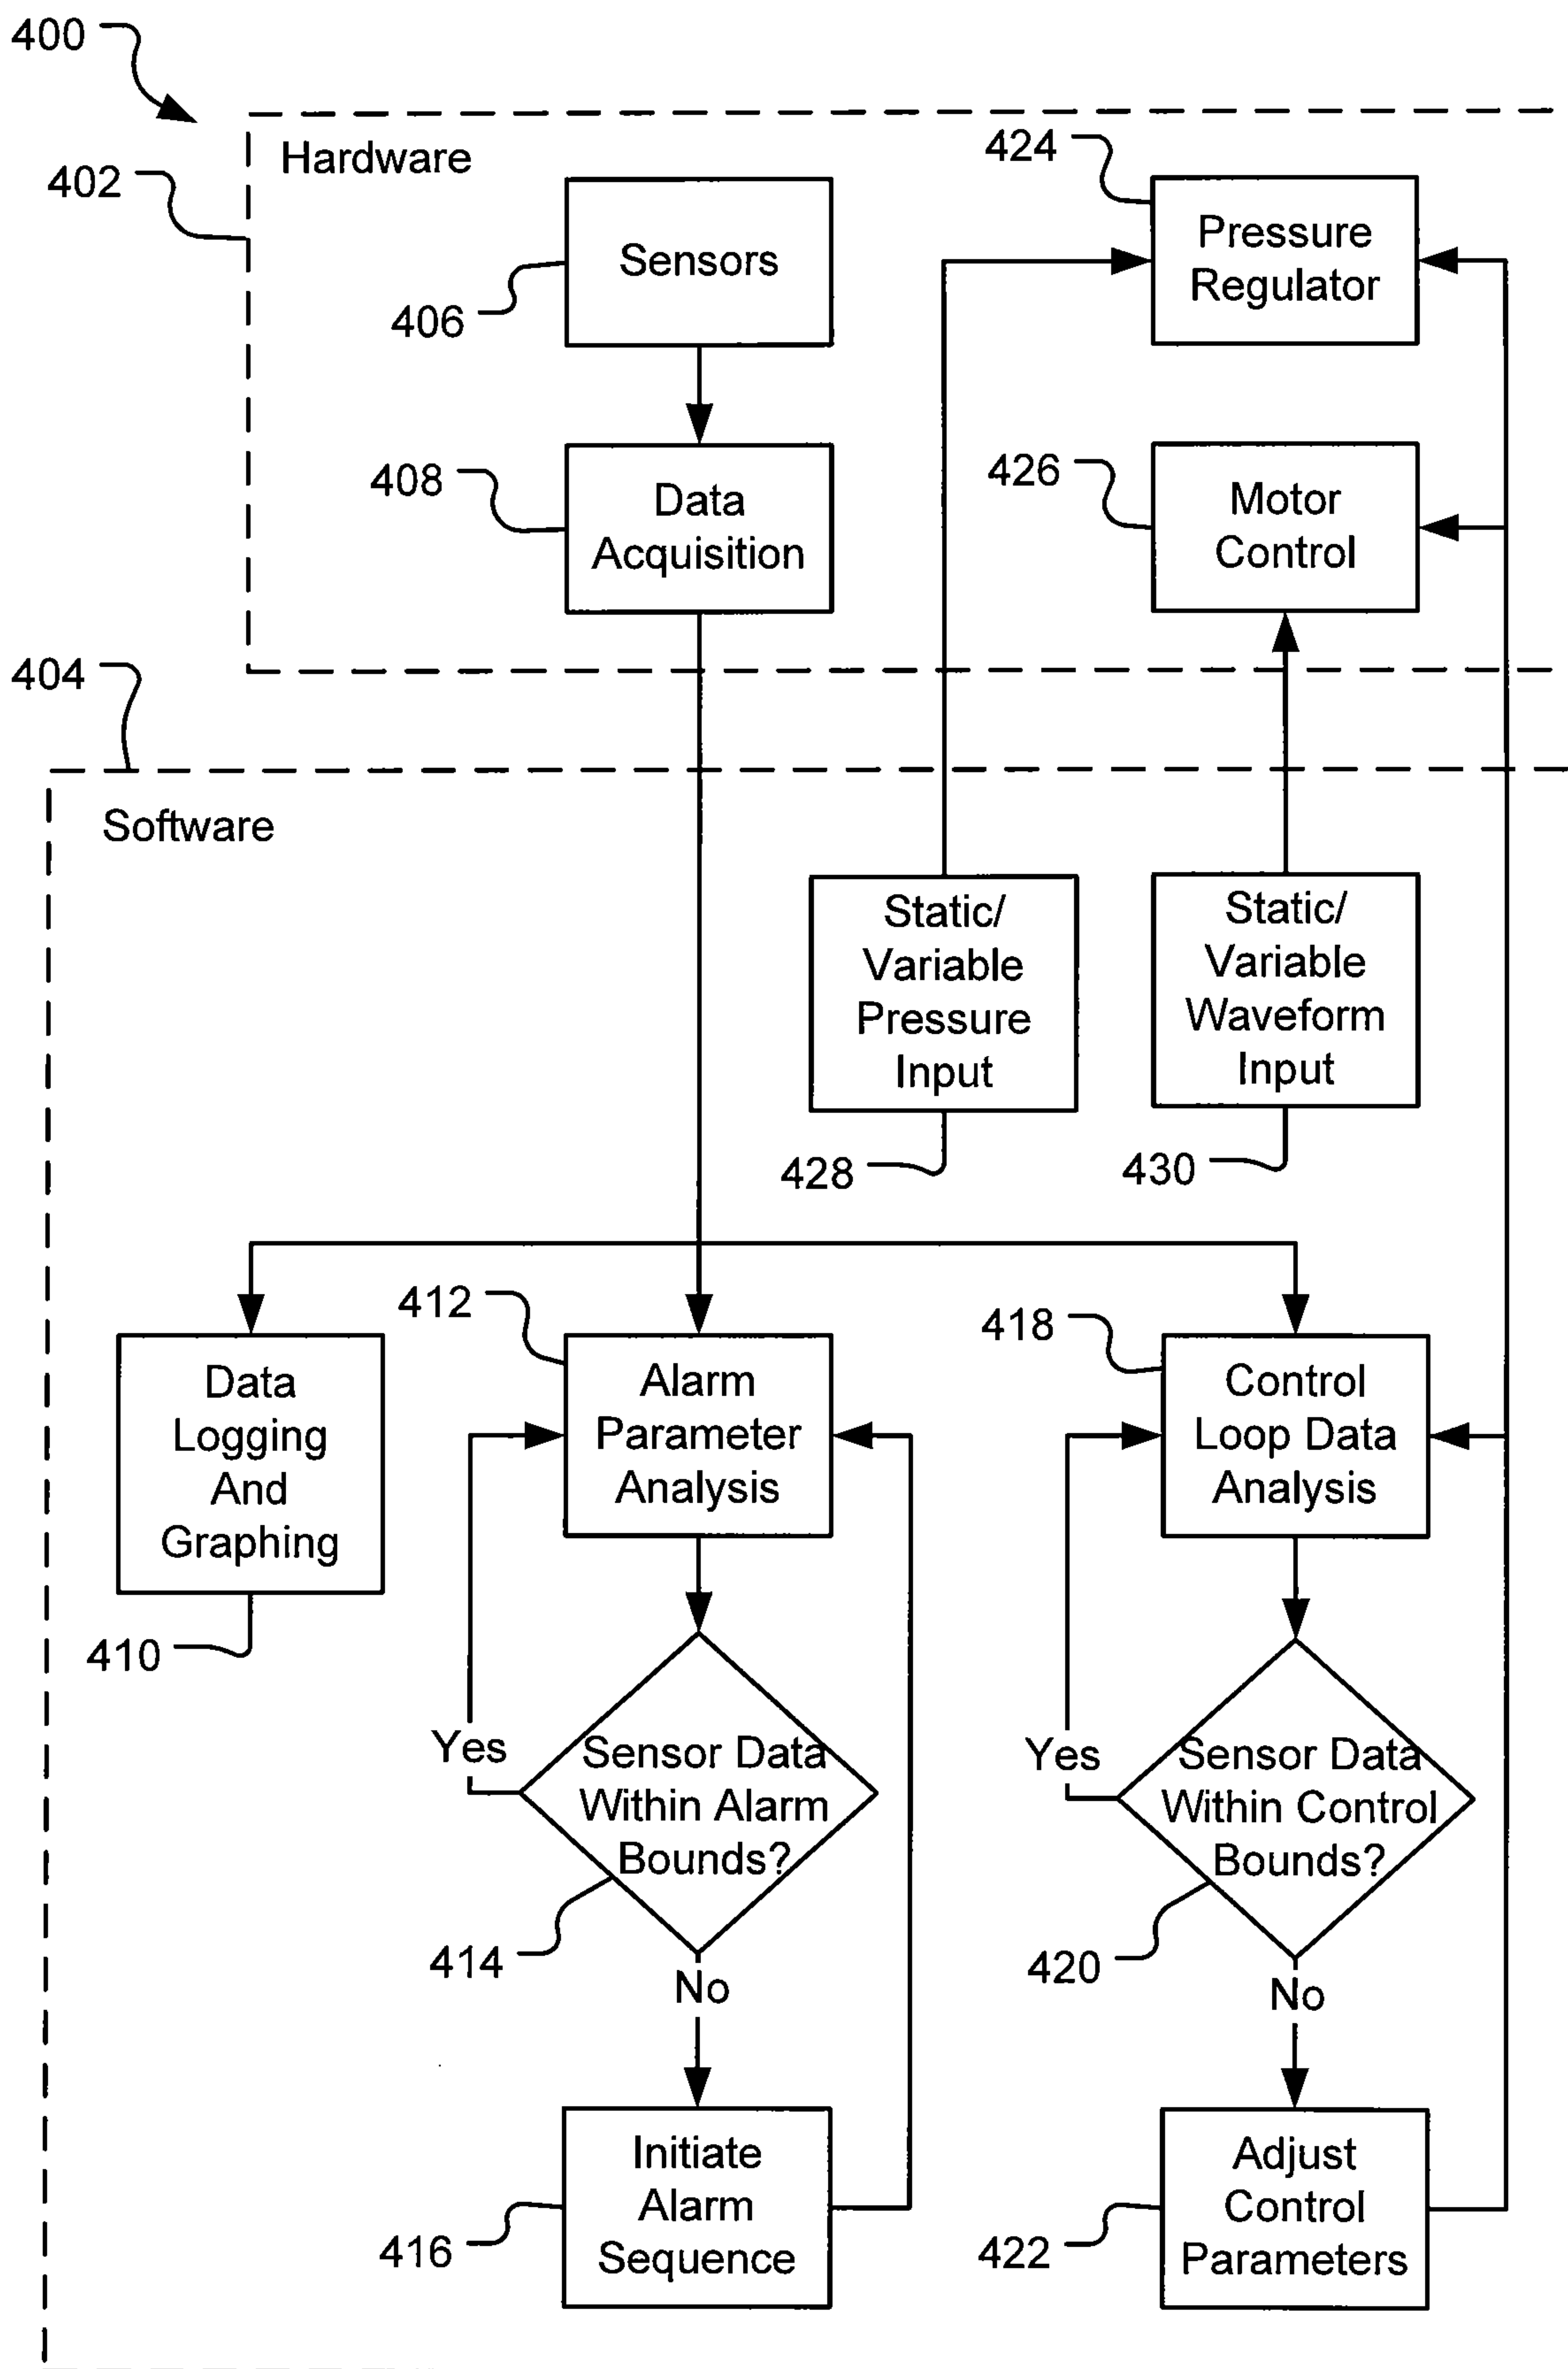 400
402
Hardware
424
Sensors
406
Pressure
Regulator
408
Data
Acquisition
426
Motor
Control
404
Software
Static/
Variable
Pressure
Input
428
Static/
Variable
Waveform
Input
430
Data
Logging
And
Graphing
410
412
Alarm
Parameter
Analysis
418
Control
Loop Data
Analysis
Yes
Sensor Data
Within Alarm
Bounds?
414
No
Yes
Sensor Data
Within Control
Bounds?
420
No
Initiate
Alarm
Sequence
416
Adjust
Control
Parameters
422